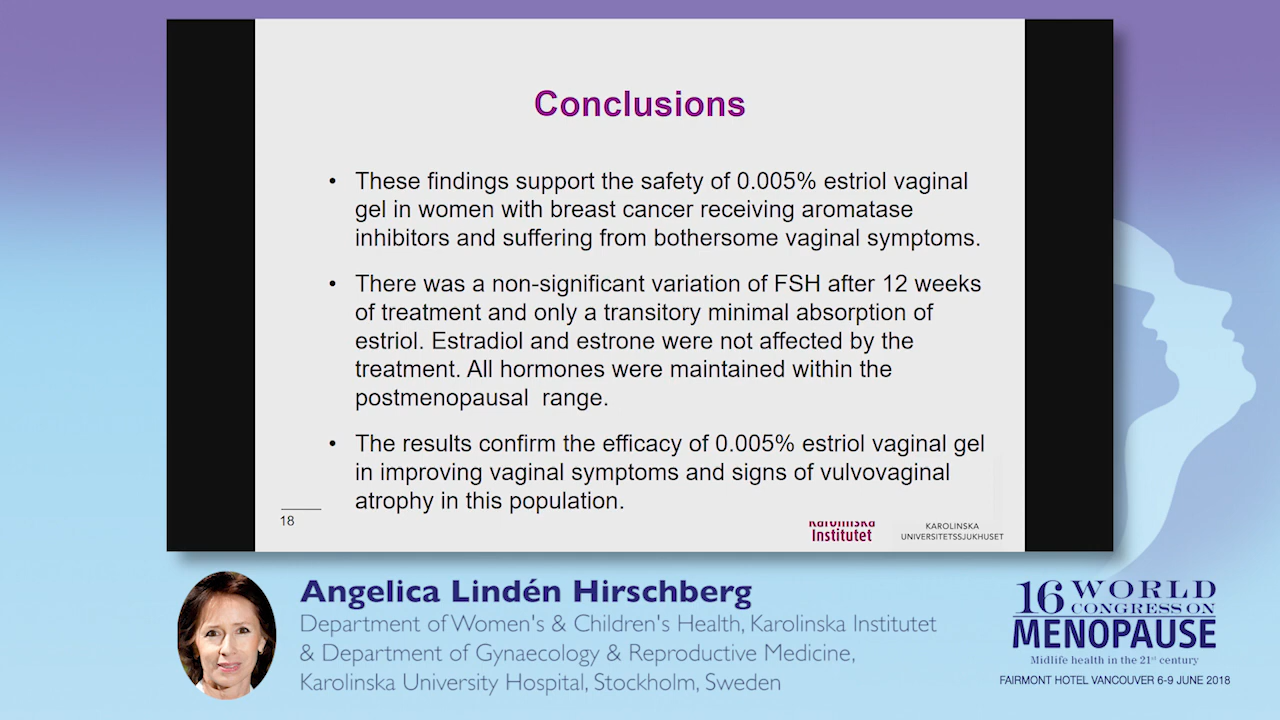 Conclusions
• These findings support the safety of 0.005% estriol vaginal
gel in women with breast cancer receiving aromatase
inhibitors and suffering from bothersome vaginal symptoms.
• There was a non-significant variation of FSH after 12 weeks
of treatment and only a transitory minimal absorption of
estriol. Estradiol and estrone were not affected by the
treatment. All hormones were maintained within the
postmenopausal  range.
• The results confirm the efficacy of 0.005% estriol vaginal gel
in improving vaginal symptoms and signs of vulvovaginal
atrophy in this population.
18
Karolinska
Institutet
KAROLINSKA
UNIVERSITETSSJUKHUSET
Angelica Lindén Hirschberg
Department of Women's & Children's Health, Karolinska Institutet
& Department of Gynaecology & Reproductive Medicine,
Karolinska University Hospital, Stockholm, Sweden
16 WORLD
CONGRESS ON
MENOPAUSE
Midlife health in the 21st century
FAIRMONT HOTEL VANCOUVER 6-9 JUNE 2018